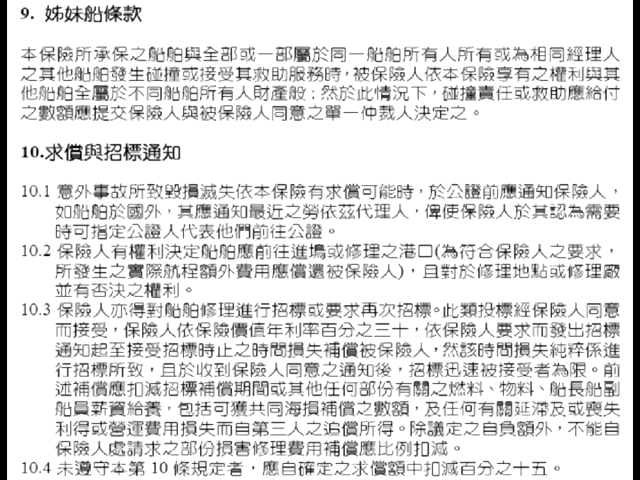 9. 姊妹船條款
本保險所承保之船舶與全部或一部屬於同一船舶所有人所有或為相同經理人
之其他船舶發生碰撞或接受其救助服務時，被保險人依本保險享有之權利與其
他船舶全屬於不同船舶所有人財產般；然於此情況下，碰撞責任或救助應給付
之數額應提交保險人與被保險人同意之單一仲裁人決定之。
10.求償與招標通知
10.1 意外事故所致毀損滅失依本保險有求償可能時，於公證前應通知保險人，
如船舶於國外，其應通知最近之勞依茲代理人，俾使保險人於其認為需要
時可指定公證人代表他們前往公證。
10.2 保險人有權利決定船舶應前往進塢或修理之港口(為符合保險人之要求，
所發生之實際航程額外費用應償還被保險人)，且對於修理地點或修理廠
並有否決之權利。
10.3 保險人亦得對船舶修理進行招標或要求再次招標。此類投標經保險人同意
而接受，保險人依保險價值年利率百分之三十，依保險人要求而發出招標
通知起至接受招標時止之時間損失補償被保險人，然該時間損失純粹係進
行招標所致，且於收到保險人同意之通知後，招標迅速被接受者為限。前
述補償應扣減招標補償期間或其他任何部份有關之燃料、物料、船長船副
船員薪資給養，包括可獲共同海損補償之數額，及任何有關延滯及或喪失
利得或營運費用損失而自第三人之追償所得。除議定之自負額外，不能自
保險人處請求之部份損害修理費用補償應比例扣減。
10.4 未遵守本第 10 條規定者，應自確定之求償額中扣減百分之十五。